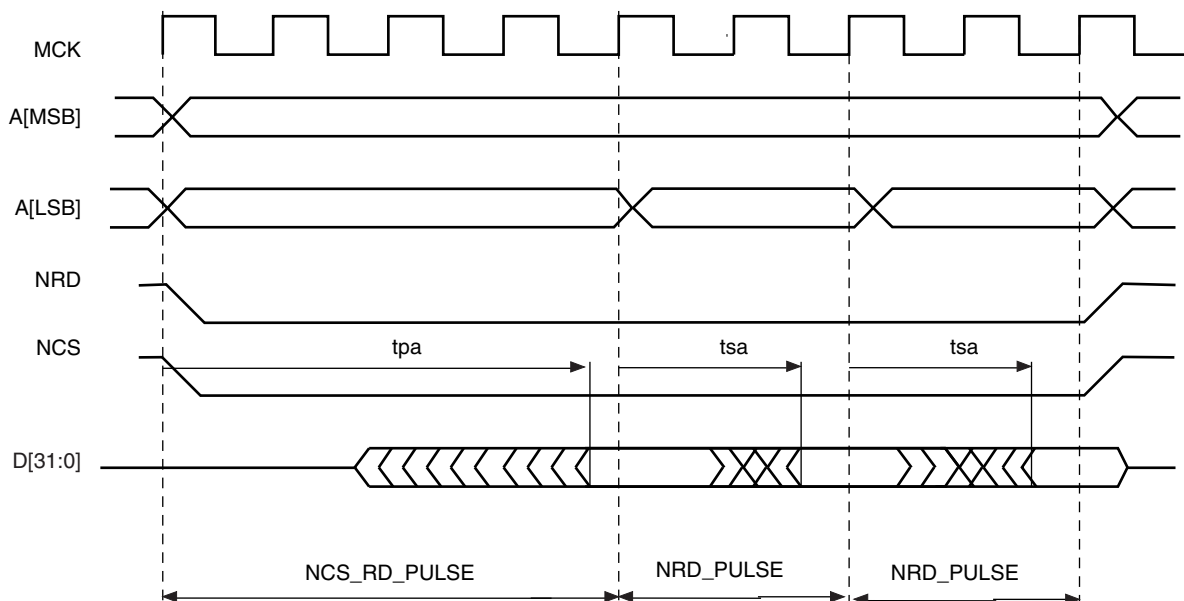 MCK
A[MSB]
A[LSB]
NRD
NCS
tpa
tsa
tsa
D[31:0]
NCS_RD_PULSE
NRD_PULSE
NRD_PULSE